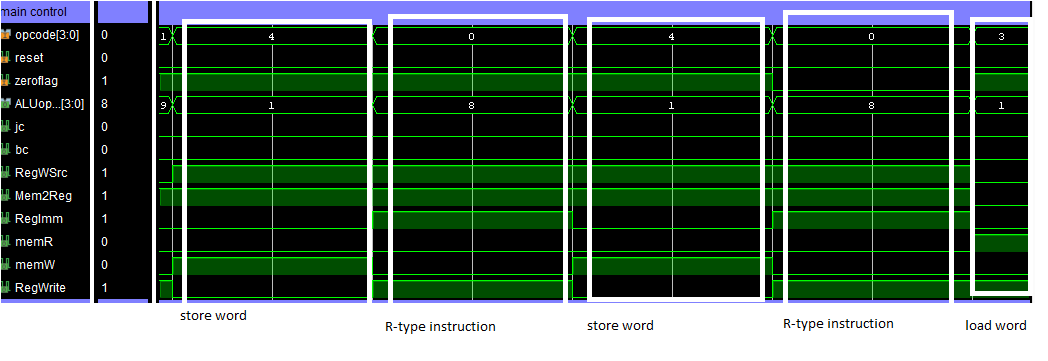 main control
opcode[3:0] 0 1 4 0 4 0 3
reset 0
zeroflag 1
ALUop...[3:0] 8 9 1 8 1 8 1
jc 0
bc 0
RegWSrc 1
Mem2Reg 1
RegImm 1
memR 0
memW 0
RegWrite 1
store word R-type instruction store word R-type instruction load word